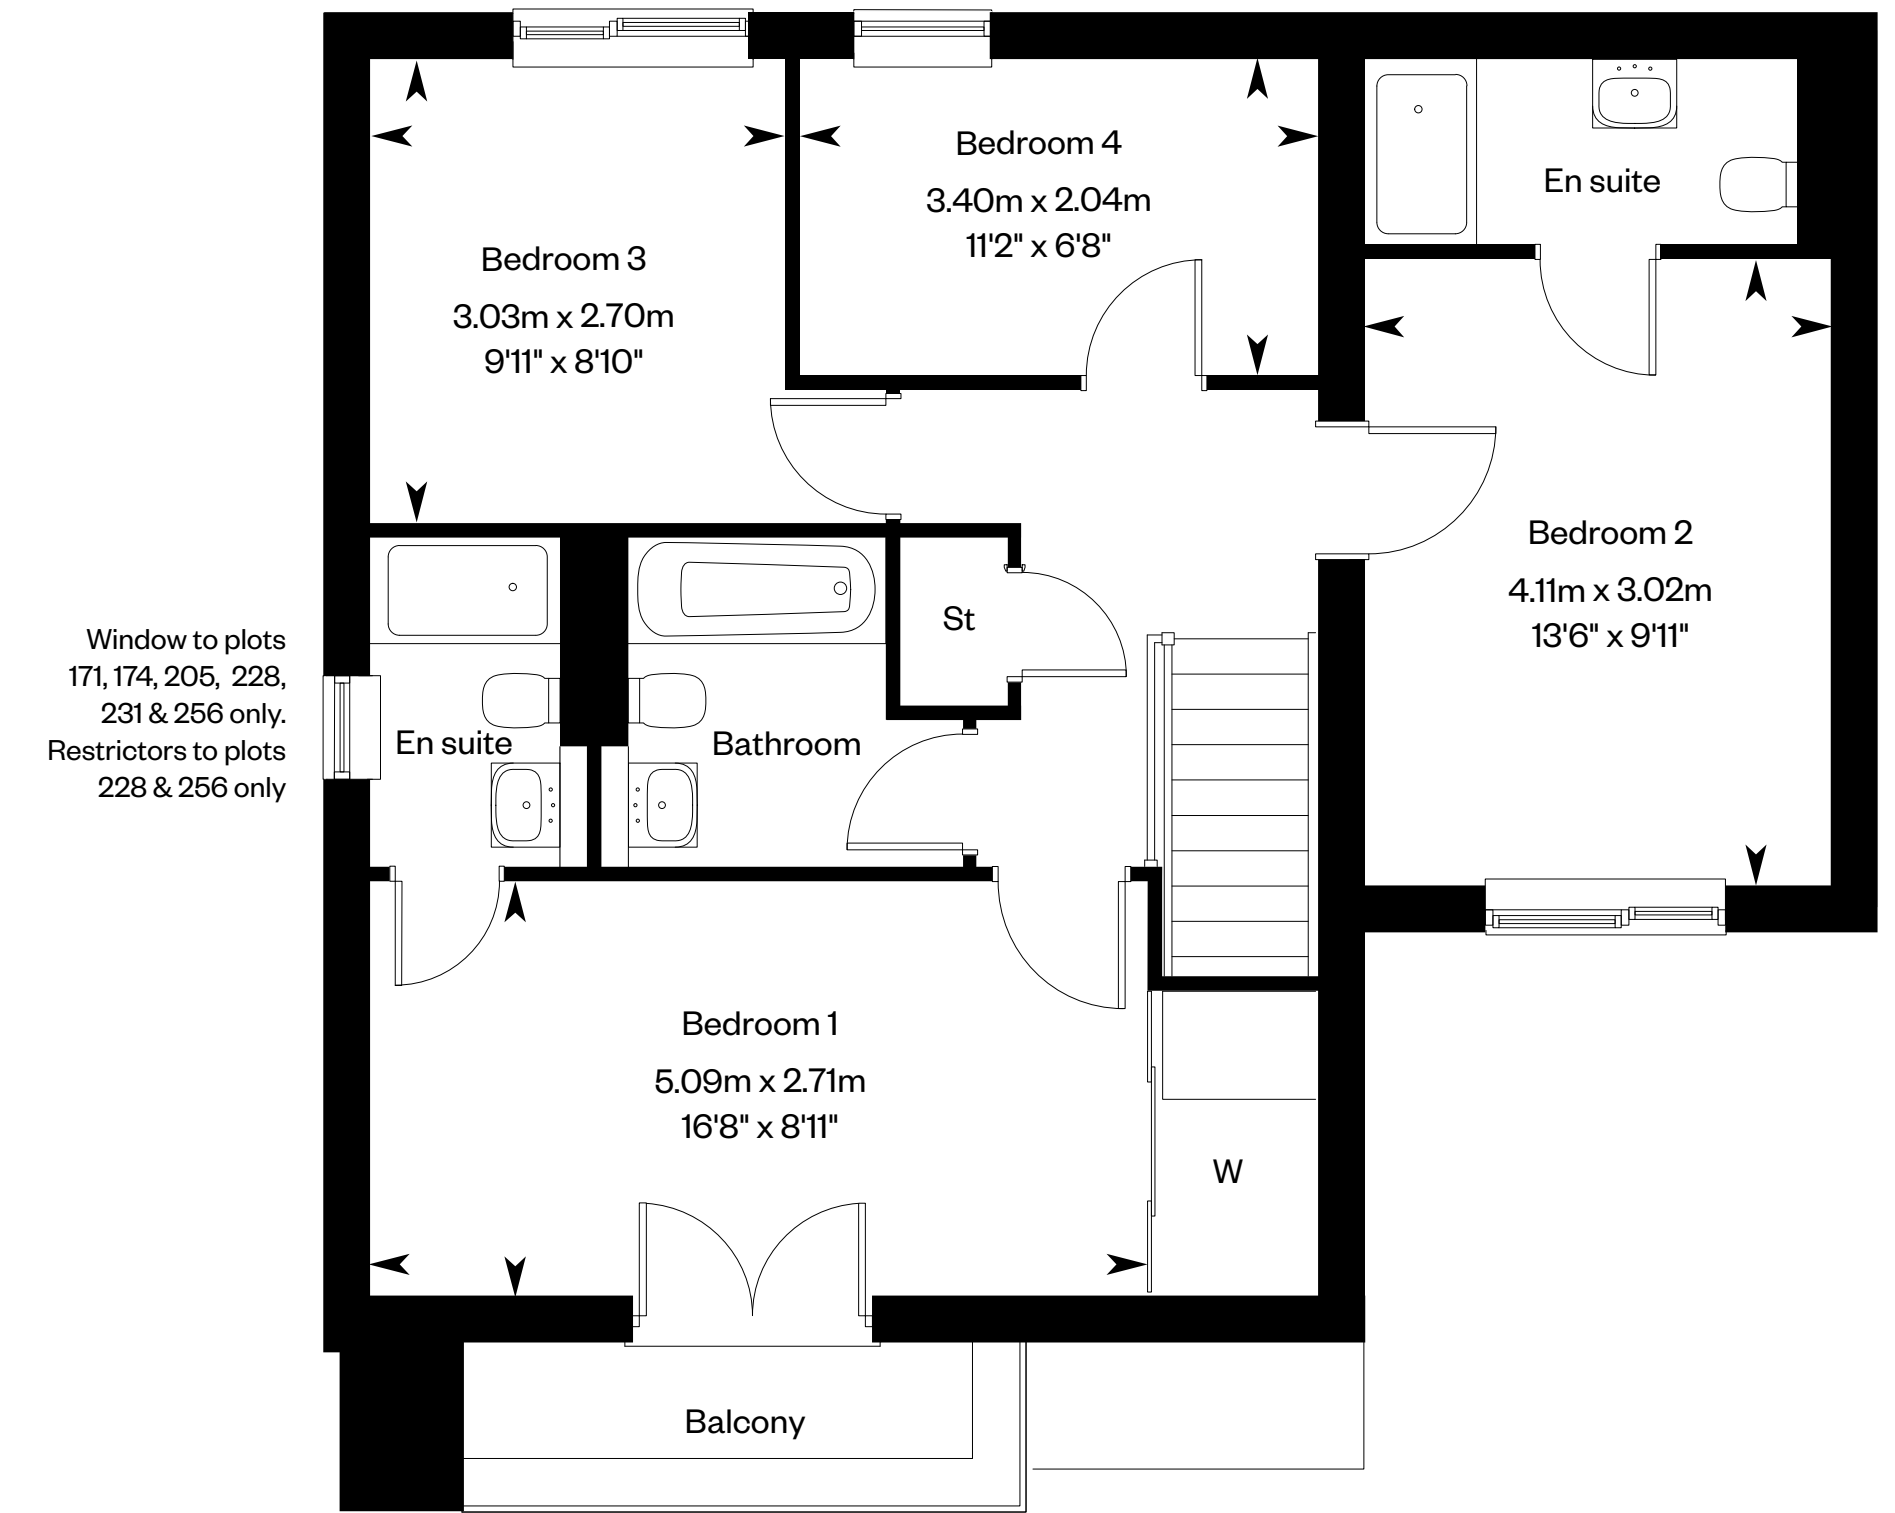 Bedroom 4
3.40m x 2.04m
11'2" x 6'8"
En suite
Bedroom 3
3.03m x 2.70m
9'11" x 8'10"
Bedroom 2
4.11m x 3.02m
13'6" x 9'11"
St
Window to plots
171, 174, 205, 228,
231 & 256 only.
Restrictors to plots
228 & 256 only
En suite
Bathroom
Bedroom 1
5.09m x 2.71m
16'8" x 8'11"
W
Balcony